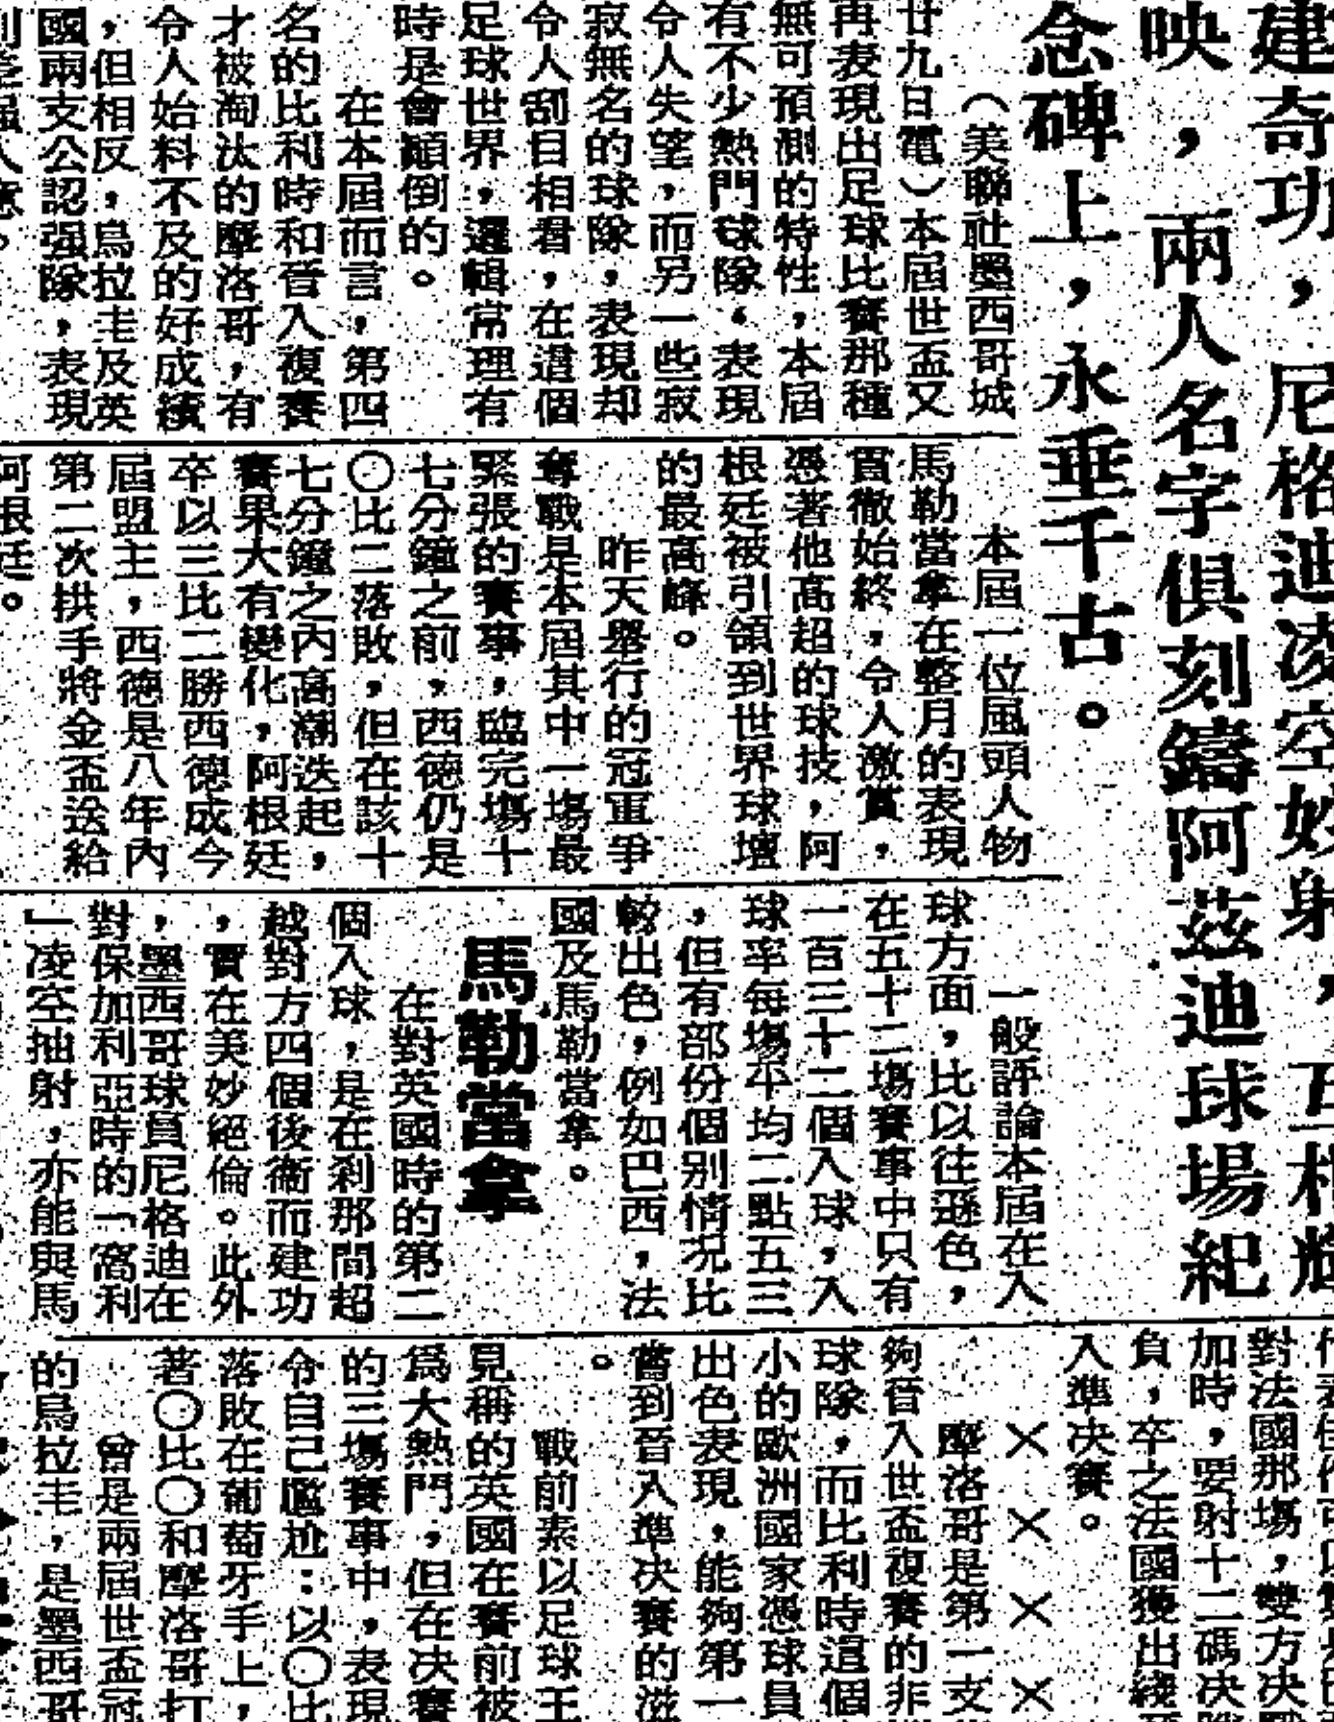 建奇功，尼格迪凌空妙射，互相輝
映，兩人名字俱刻鑄阿茲迪球場紀
念碑上，永垂千古。
（美聯社墨西哥城
廿九日電）本屆世盃又
再表現出足球比賽那種
無可預測的特性，本屆
有不少熱門球隊，表現
令人失望，而另一些寂
寂無名的球隊，表現却
令人刮目相看，在這個
足球世界，邏輯常理有
時是會顚倒的。
在本屆而言，第四
名的比利時和晉入複賽
才被淘汰的摩洛哥，有
令人始料不及的好成績
，但相反，烏拉圭及英
國兩支公認强隊，表現
本屆一位風頭人物
馬勒當拿在整月的表現
貫徹始終，令人激賞，
憑著他高超的球技，阿
根廷被引領到世界球壇
的最高峰。
昨天舉行的冠軍爭
奪戰是本屆其中一塲最
緊張的賽事，臨完塲十
七分鐘之前，西德仍是
〇比二落敗，但在該十
七分鐘之內高潮迭起，
賽果大有變化，阿根廷
卒以三比二勝西德成今
屆盟主，西德是八年內
第二次拱手將金盃送給
阿根廷。
一般評論本屆在入
球方面，比以往遜色，
在五十二塲賽事中只有
一百三十二個入球，入
球率每塲平均二點五三
，但有部份個別情況比
較出色，例如巴西，法
國及馬勒當拿。
馬勒當拿
在對英國時的第二
個入球，是在刹那間超
越對方四個後衞而建功
，實在美妙絕倫。此外
，墨西哥球員尼格迪在
對保加利亞時的「窩利
」凌空抽射，亦能與馬
對法國那塲，雙方决戰
加時，要射十二碼决勝
負，卒之法國獲出綫
入準决賽。
×　×　×　×
摩洛哥是第一支
夠晉入世盃複賽的非
球隊，而比利時這個
小的歐洲國家憑球員
出色表現，能夠第一
嘗到晉入準决賽的滋
。
戰前素以足球王
見稱的英國在賽前被
爲大熱門，但在决賽
的三塲賽事中，表現
令自己尶尬：以〇比
落敗在葡萄牙手上，
著〇比〇和摩洛哥打
曾是兩屆世盃冠
的烏拉圭，是墨西哥